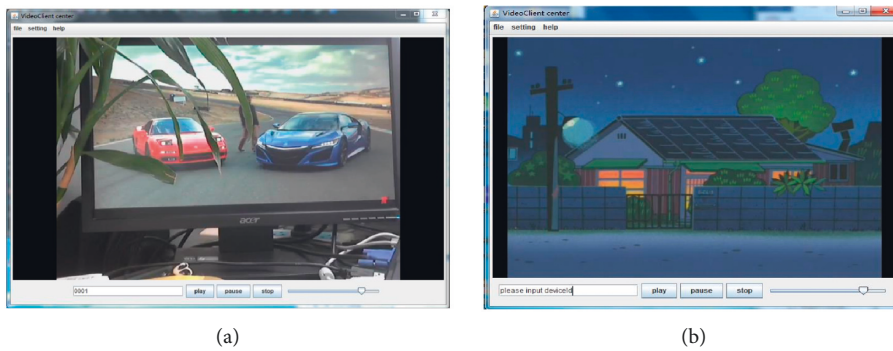 VideoClient center
file setting help
acer
0001 play pause stop
(a)
VideoClient center
file setting help
please input deviceId play pause stop
(b)